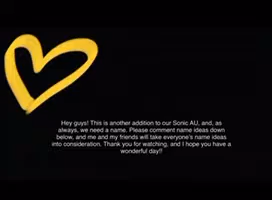 Hey guys! This is another addition to our Sonic AU, and, as
always, we need a name. Please comment name ideas down
below, and me and my friends will take everyone's name ideas
into consideration. Thank you for watching, and I hope you have a
wonderful day!!